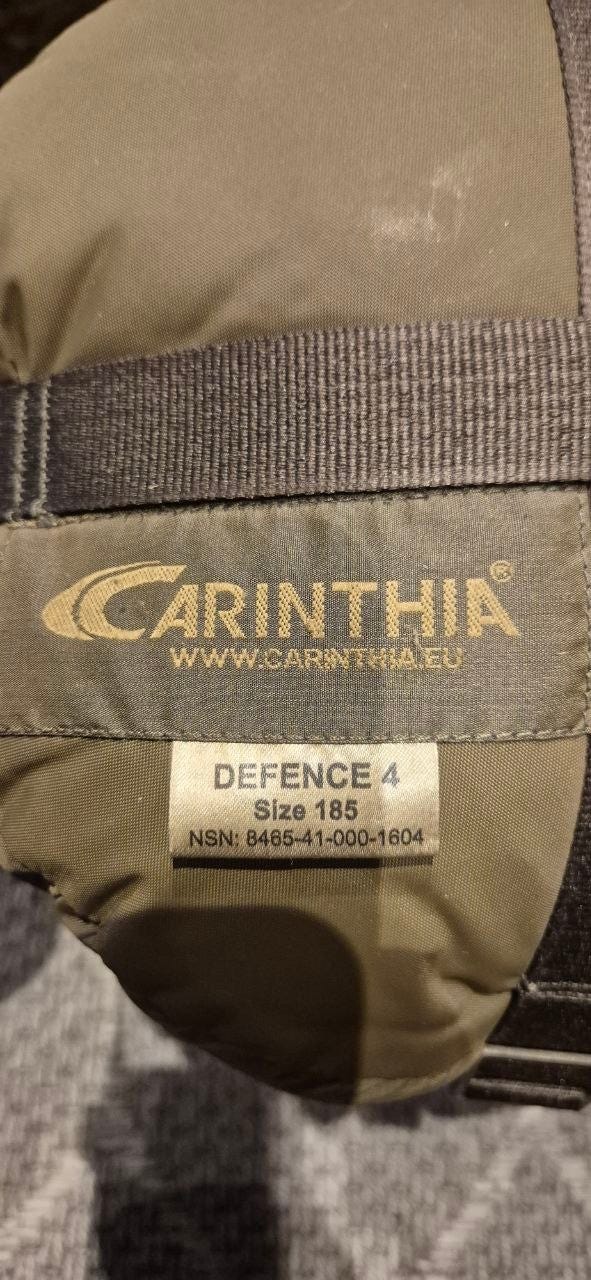 CARINTHIA®
WWW.CARINTHIA.EU
DEFENCE 4
Size 185
NSN: 8465-41-000-1604